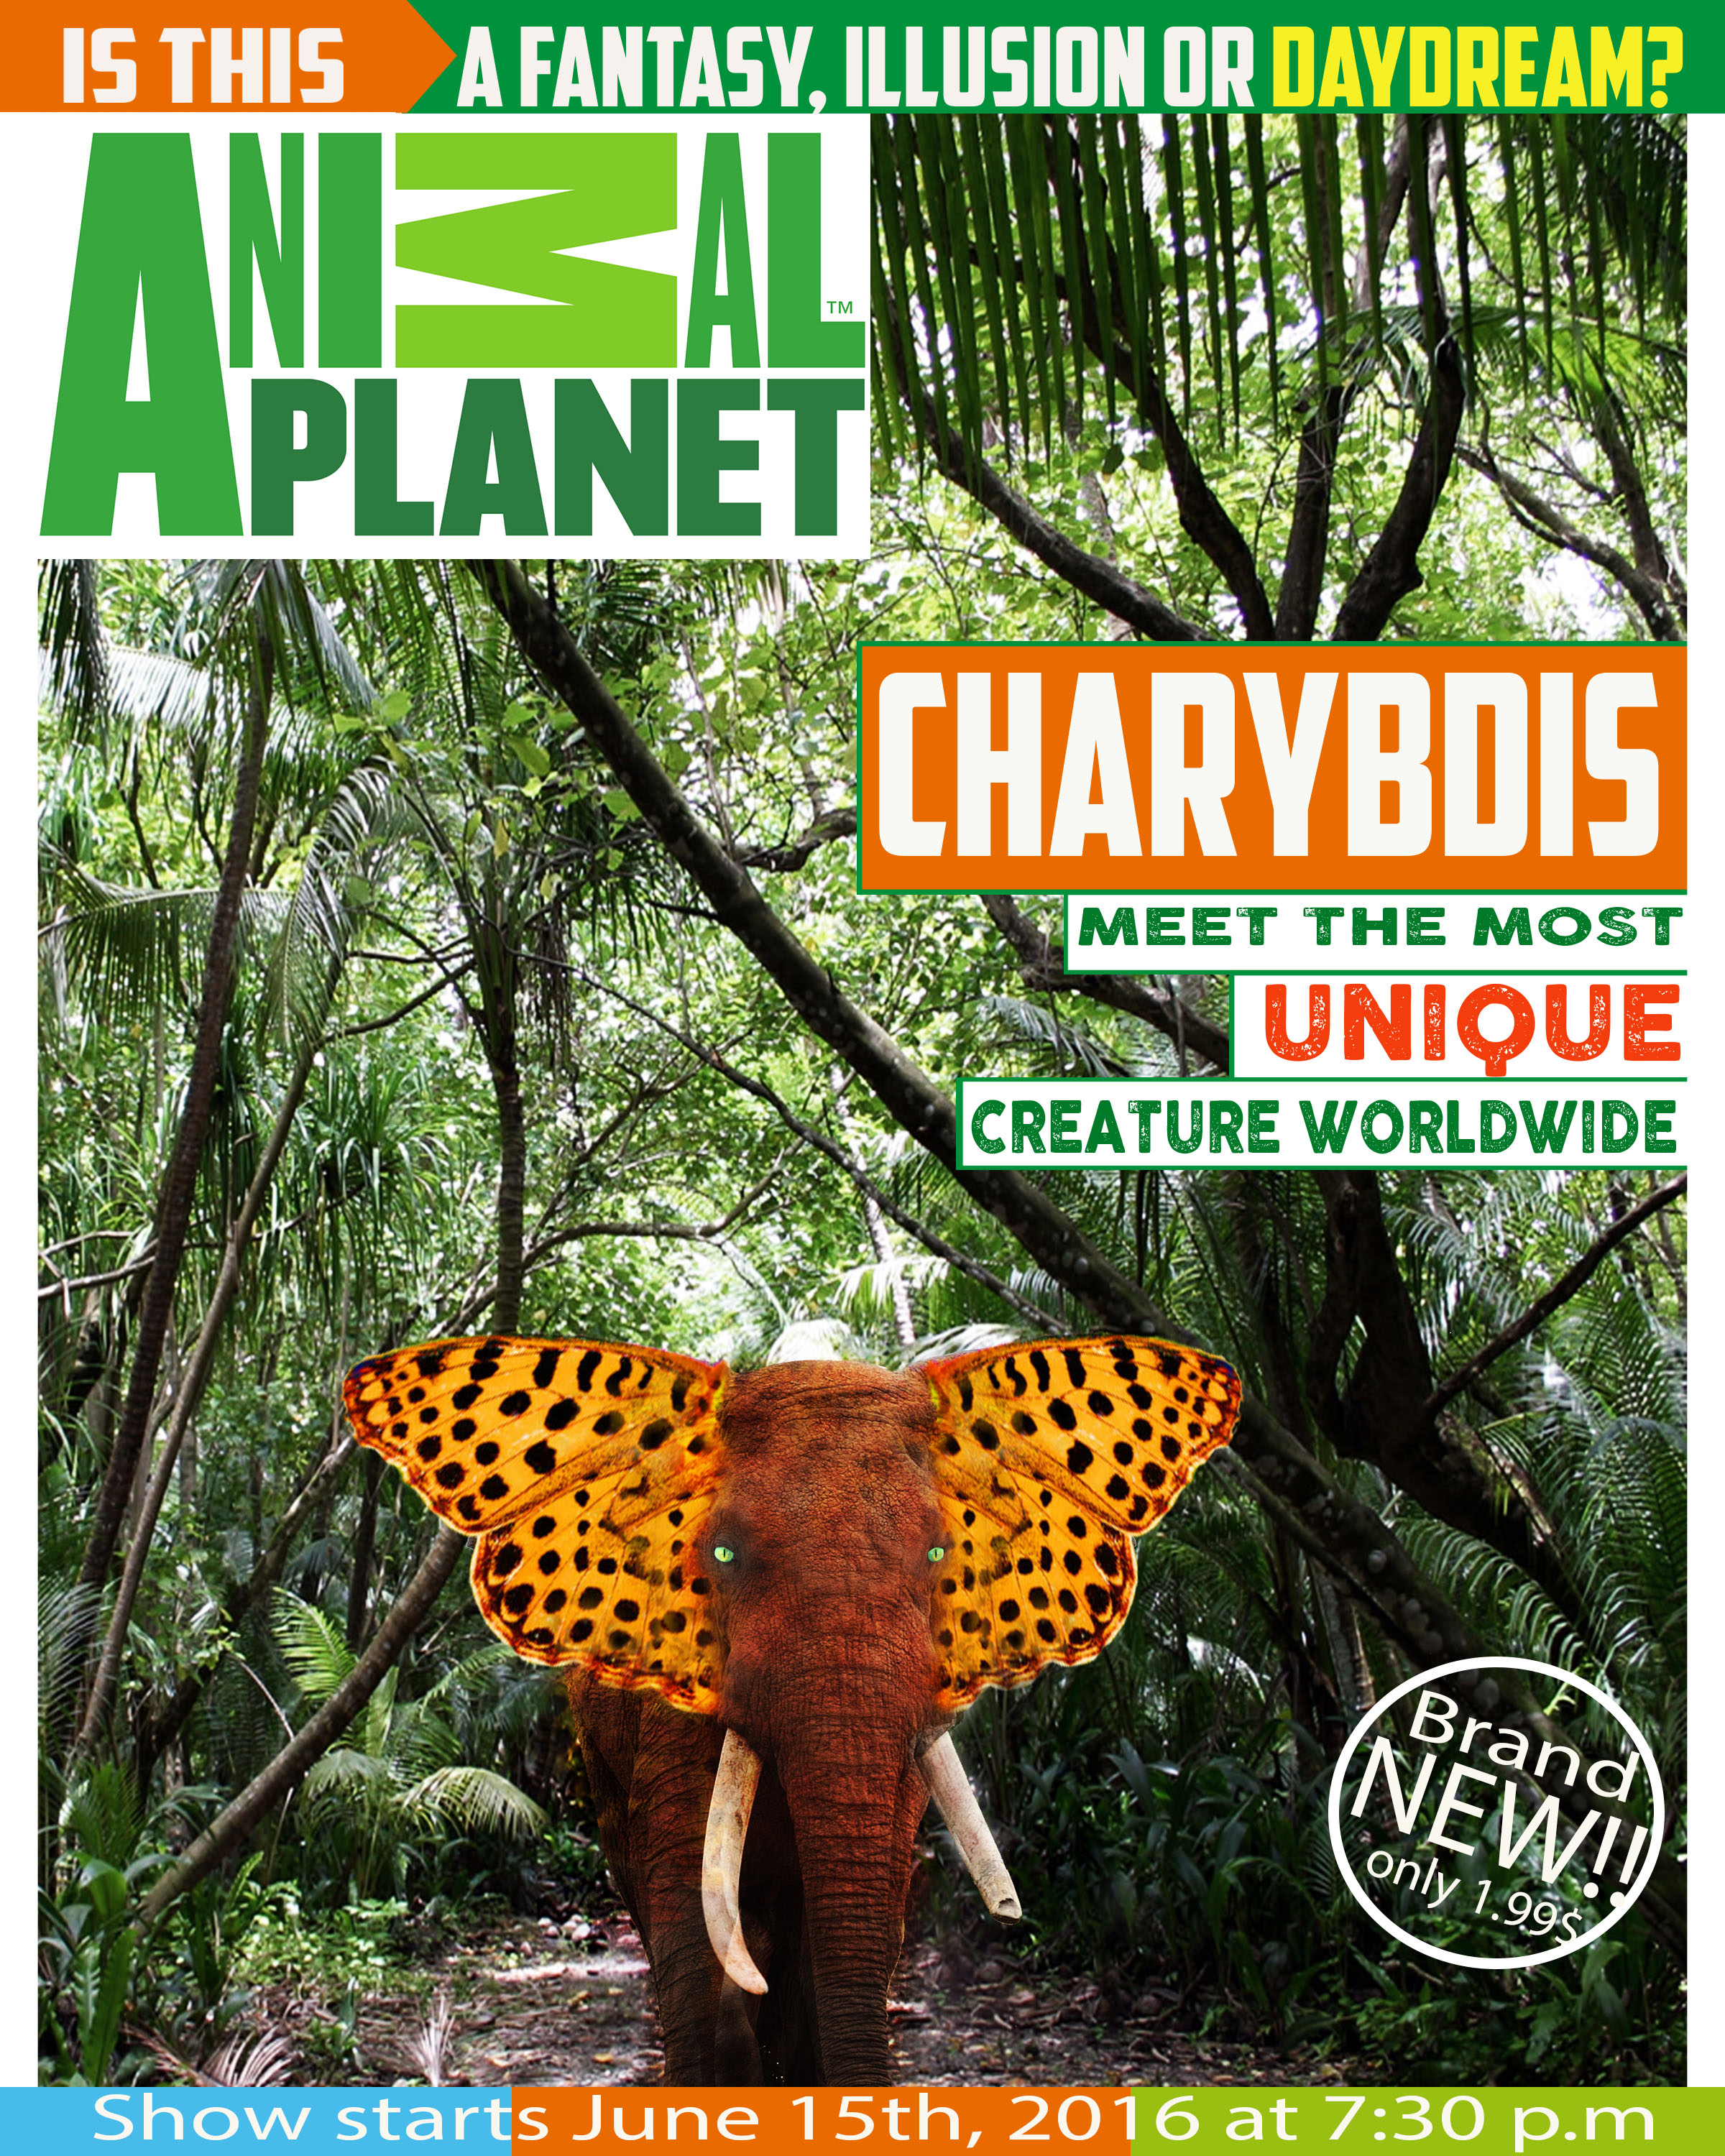 IS THIS A FANTASY, ILLUSION OR DAYDREAM?
ANIMAL
TM
PLANET
CHARYBDIS
MEET THE MOST
UNIQUE
CREATURE WORLDWIDE
Brand
NEW!!
only 1.99$
Show starts June 15th, 2016 at 7:30 p.m